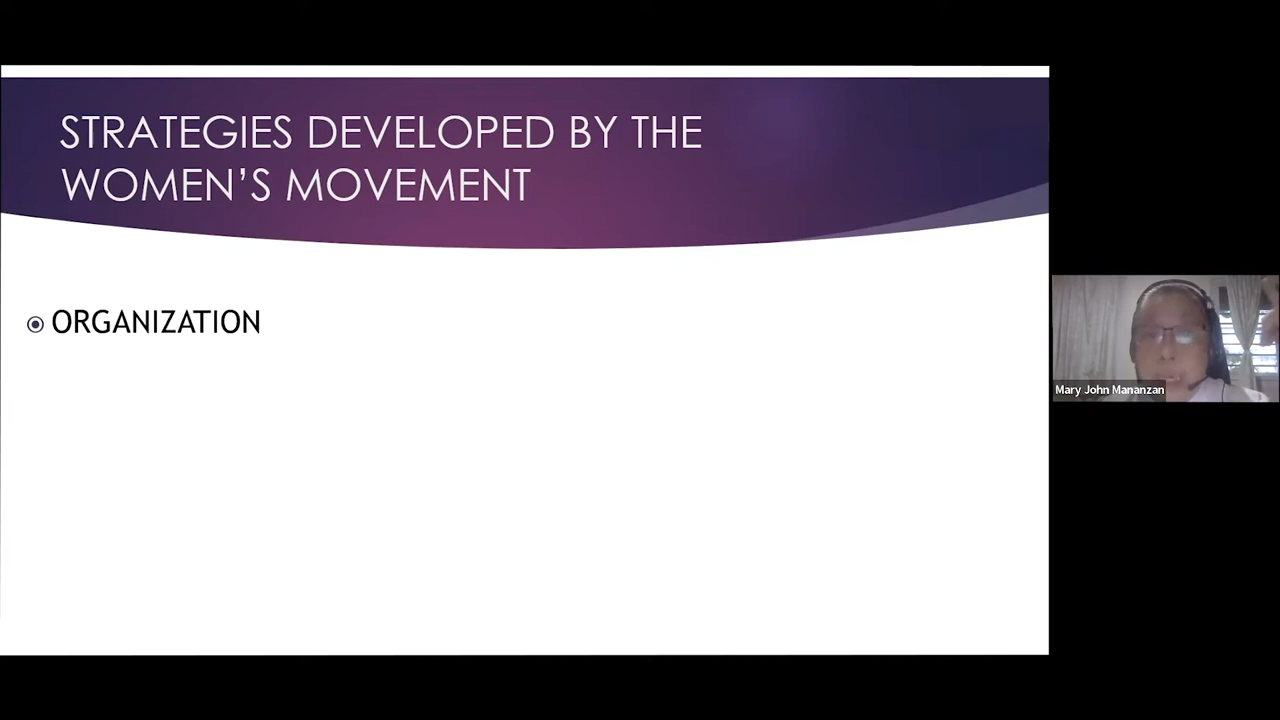 STRATEGIES DEVELOPED BY THE
WOMEN’S MOVEMENT
ORGANIZATION
Mary John Mananzan